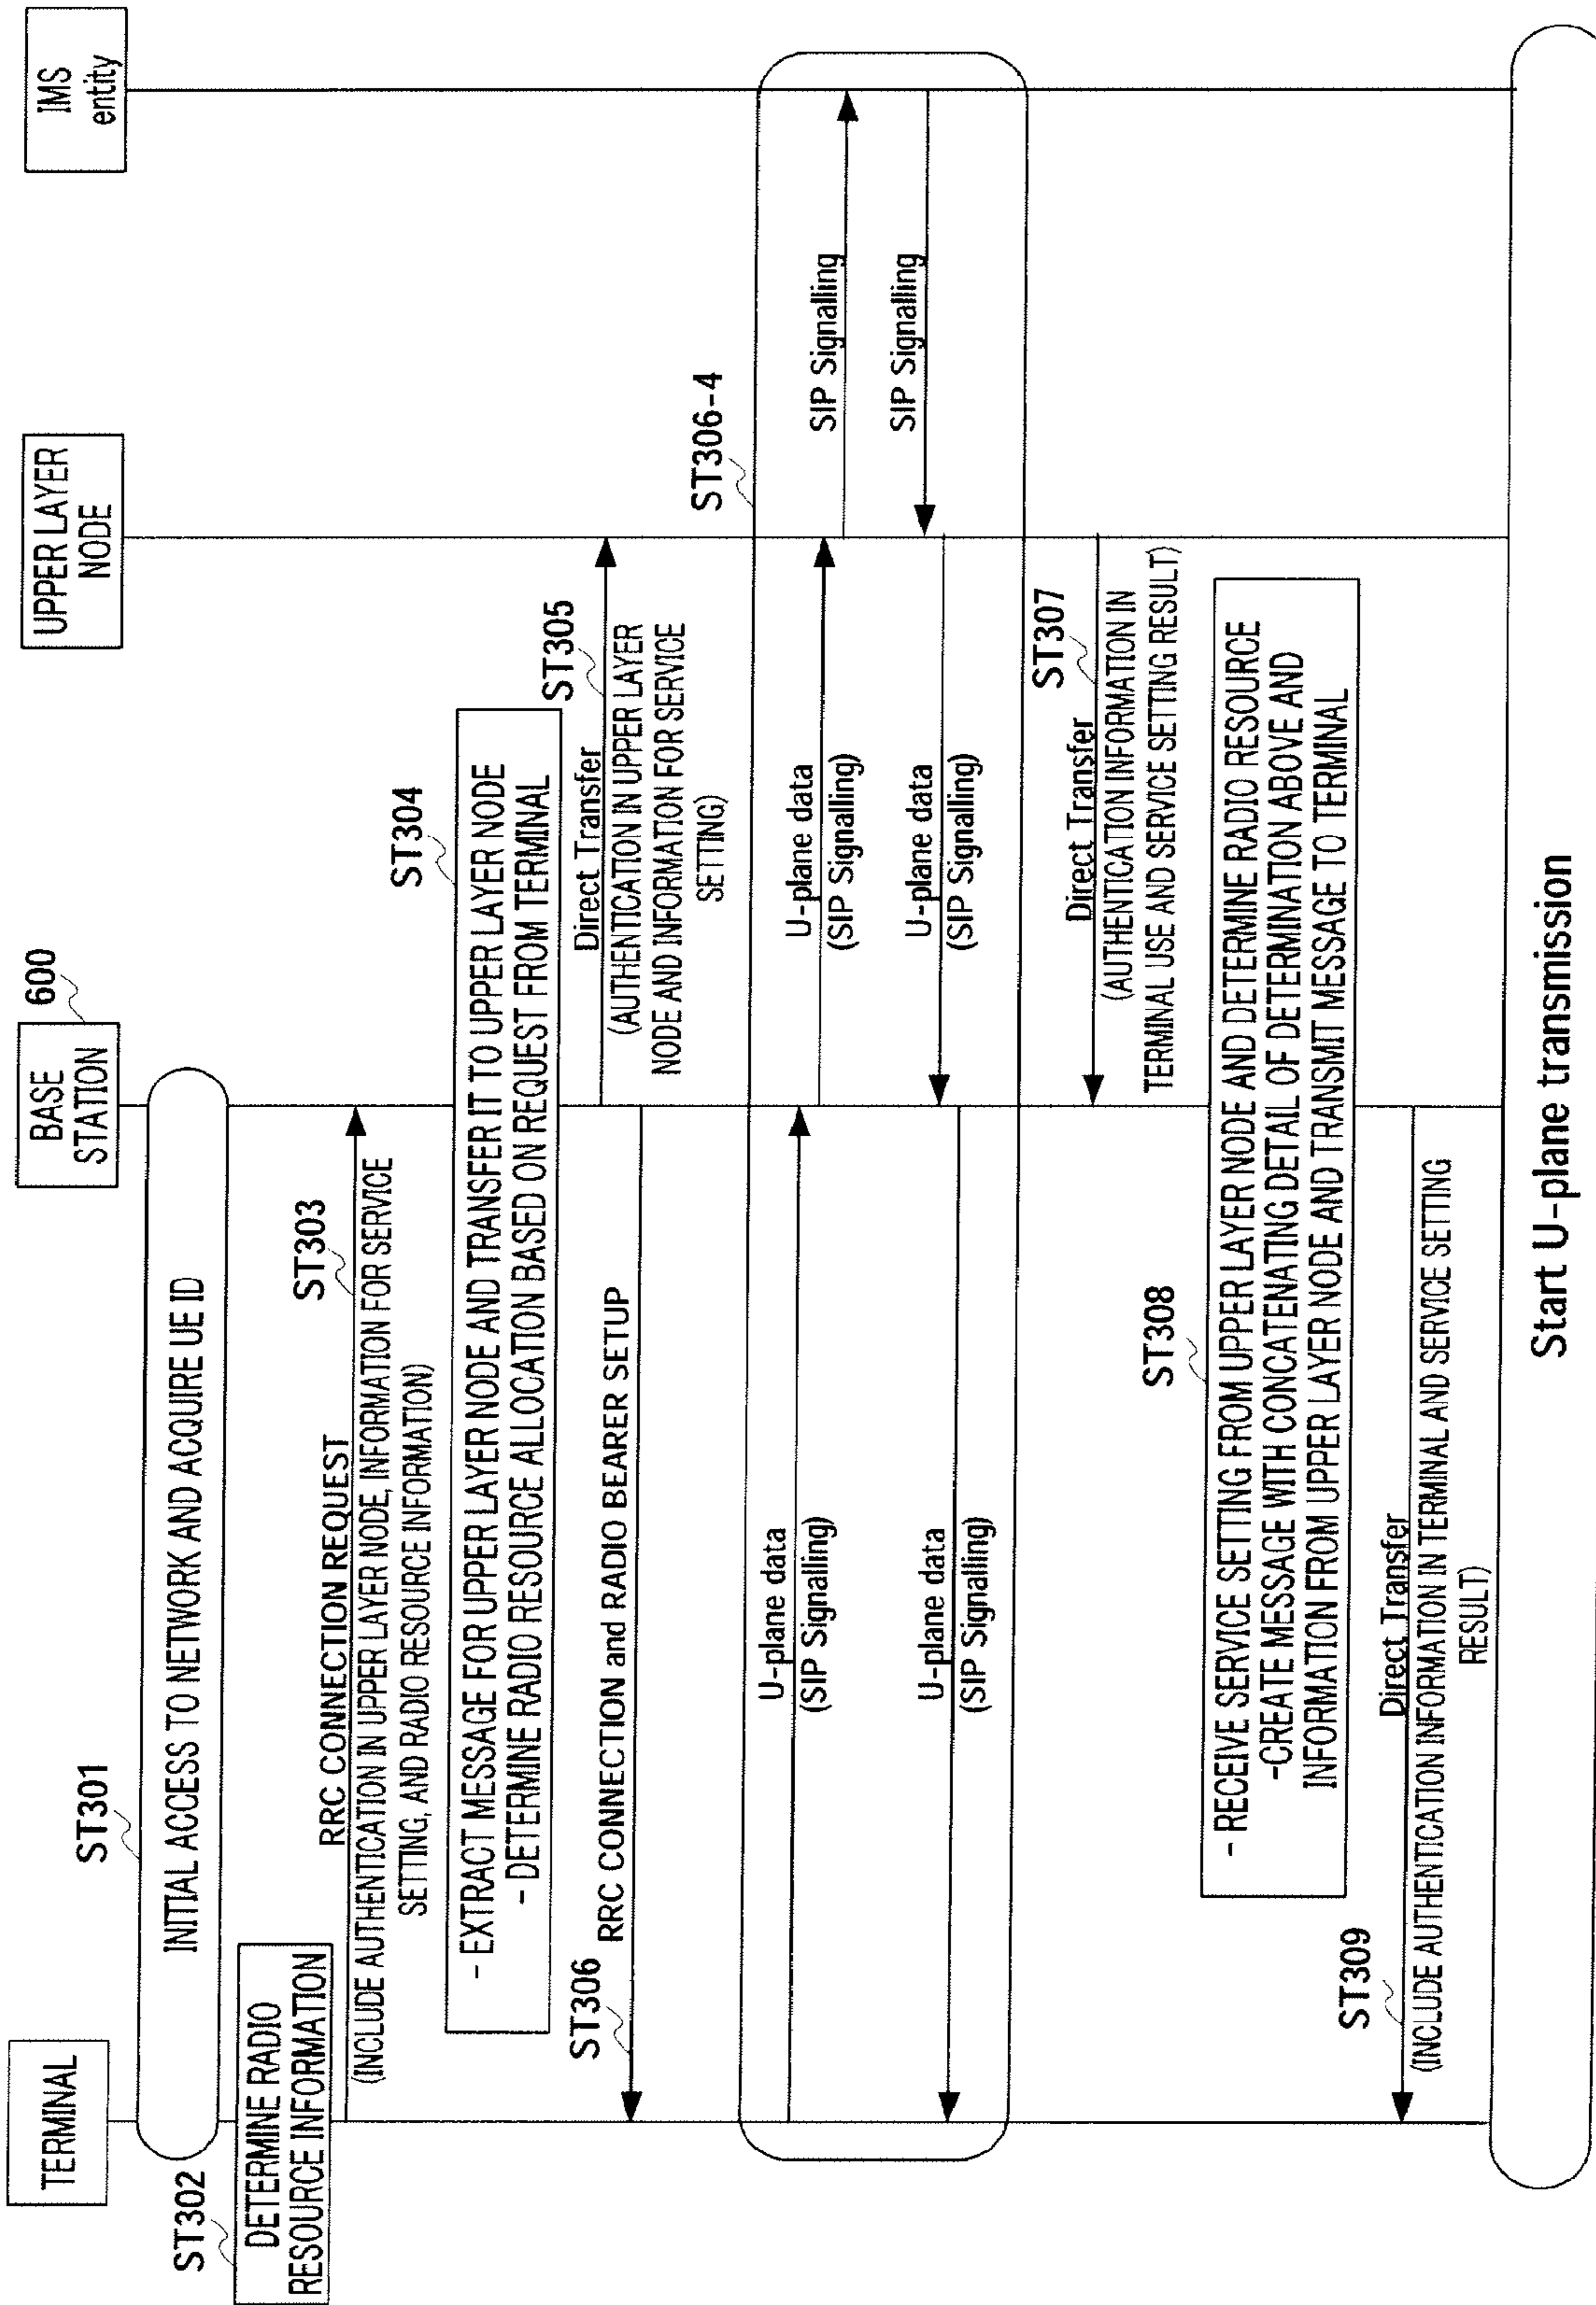 TERMINAL
BASE
STATION
600
UPPER LAYER
NODE
IMS
entity
ST301
INITIAL ACCESS TO NETWORK AND ACQUIRE UE ID
ST302
DETERMINE RADIO
RESOURCE INFORMATION
ST303
RRC CONNECTION REQUEST
(INCLUDE AUTHENTICATION IN UPPER LAYER NODE, INFORMATION FOR SERVICE
SETTING, AND RADIO RESOURCE INFORMATION)
ST304
- EXTRACT MESSAGE FOR UPPER LAYER NODE AND TRANSFER IT TO UPPER LAYER NODE
- DETERMINE RADIO RESOURCE ALLOCATION BASED ON REQUEST FROM TERMINAL
ST305
Direct Transfer
(AUTHENTICATION IN UPPER LAYER
NODE AND INFORMATION FOR SERVICE
SETTING)
ST306
RRC CONNECTION and RADIO BEARER SETUP
ST306-4
U-plane data
(SIP Signalling)
U-plane data
(SIP Signalling)
SIP Signalling
SIP Signalling
U-plane data
(SIP Signalling)
U-plane data
(SIP Signalling)
ST307
Direct Transfer
(AUTHENTICATION INFORMATION IN
TERMINAL USE AND SERVICE SETTING RESULT)
ST308
- RECEIVE SERVICE SETTING FROM UPPER LAYER NODE AND DETERMINE RADIO RESOURCE
-CREATE MESSAGE WITH CONCATENATING DETAIL OF DETERMINATION ABOVE AND
INFORMATION FROM UPPER LAYER NODE AND TRANSMIT MESSAGE TO TERMINAL
ST309
Direct Transfer
(INCLUDE AUTHENTICATION INFORMATION IN TERMINAL AND SERVICE SETTING
RESULT)
Start U-plane transmission